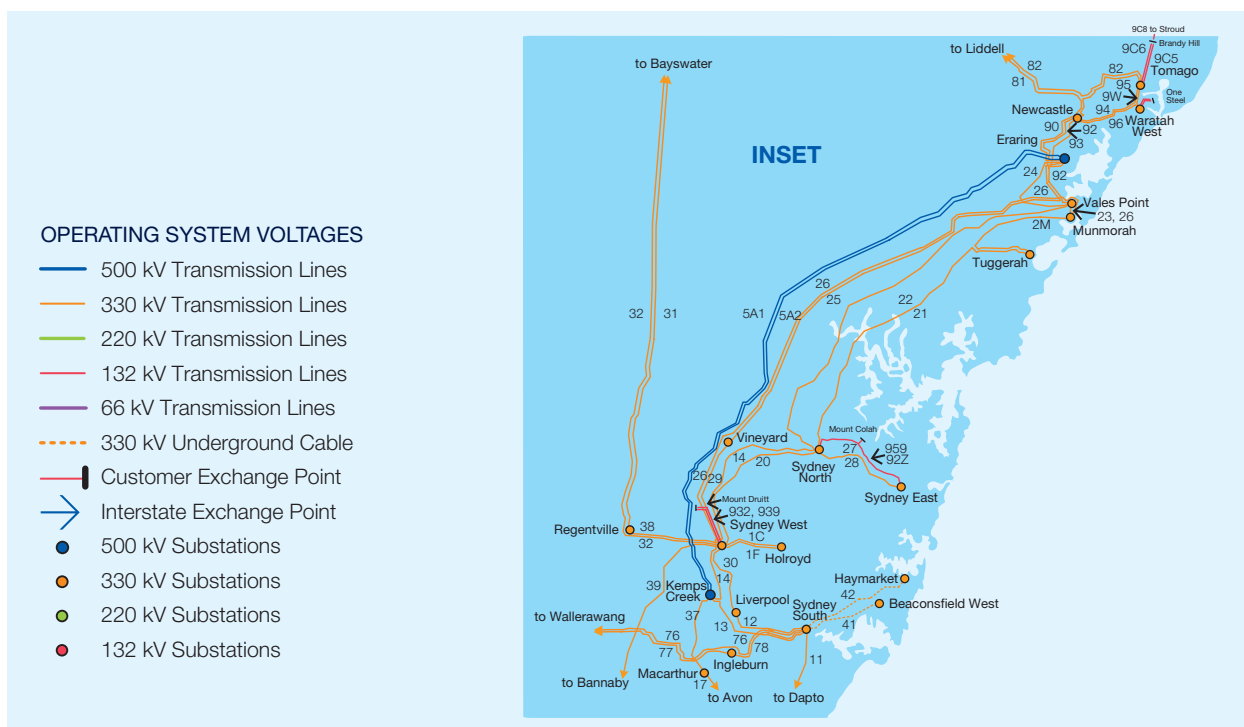 OPERATING SYSTEM VOLTAGES
500 kV Transmission Lines
330 kV Transmission Lines
220 kV Transmission Lines
132 kV Transmission Lines
66 kV Transmission Lines
330 kV Underground Cable
Customer Exchange Point
Interstate Exchange Point
500 kV Substations
330 kV Substations
220 kV Substations
132 kV Substations
INSET
9C8 to Stroud
Brandy Hill
9C6
9C5
to Liddell
82
81
82
Tomago
95
9W
One
Steel
to Bayswater
Newcastle
94
96
Waratah
West
90
92
93
Eraring
24
92
26
Vales Point
23, 26
2M
Munmorah
Tuggerah
26
25
22
21
32
31
5A1
5A2
Mount Colah
Vineyard
14
20
Sydney
North
27
28
959
92Z
Sydney East
26
29
Mount Druitt
932, 939
Sydney West
Regentville
38
32
1C
1F
Holroyd
30
14
39
Kemps
Creek
Haymarket
42
Liverpool
Sydney
South
Beaconsfield West
41
37
13
12
to Wallerawang
76
77
76
78
Ingleburn
11
Macarthur
17
to Bannaby
to Avon
to Dapto